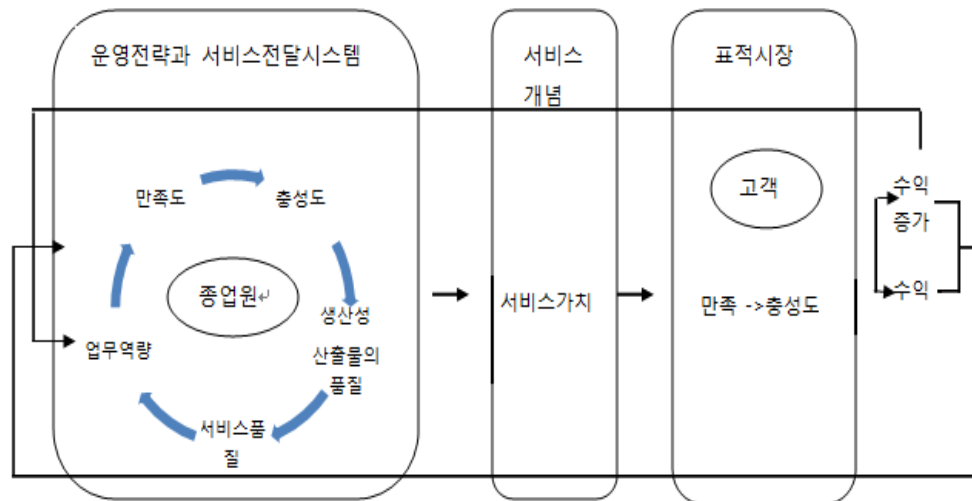 운영전략과 서비스전달시스템
서비스
개념
표적시장
만족도
충성도
종업원↵
생산성
산출물의
품질
업무역량
서비스품
질
서비스가치
고객
만족 ->충성도
수익
증가
수익